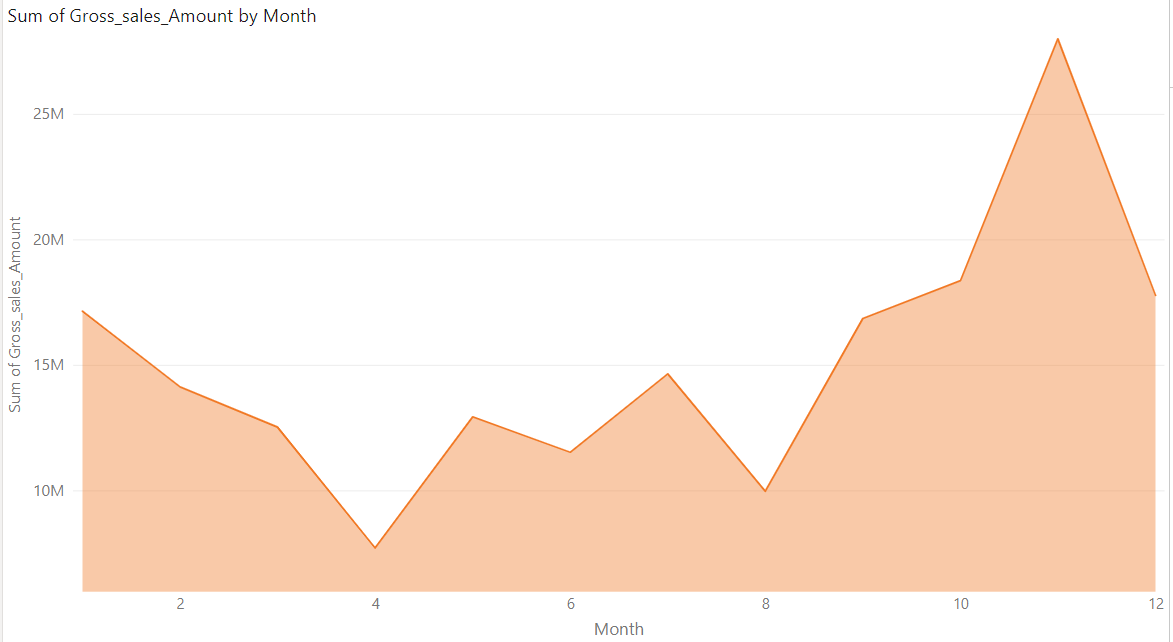 Sum of Gross_sales_Amount by Month
Sum of Gross_sales_Amount
25M
20M
15M
10M
2 4 6 8 10 12
Month